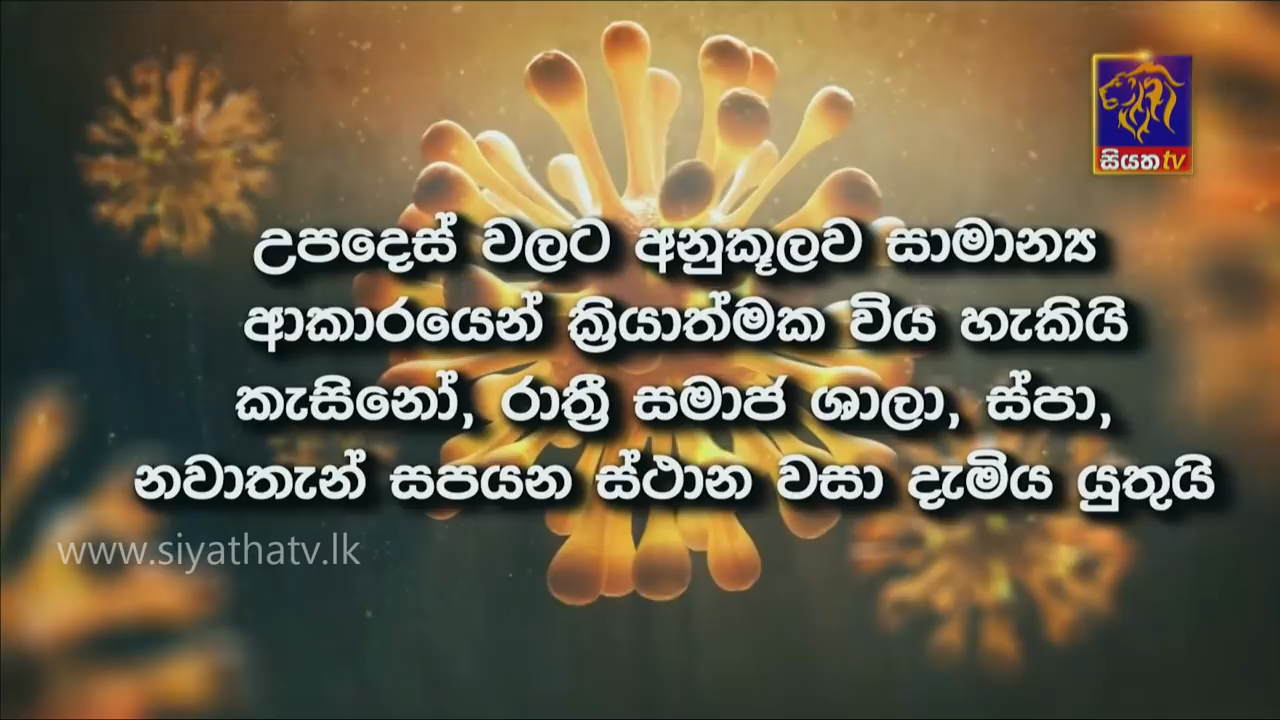 සියත tv
උපදෙස් වලට අනුකූලව සාමාන්‍ය
ආකාරයෙන් ක්‍රියාත්මක විය හැකියි
කැසිනෝ, රාත්‍රී සමාජ ශාලා, ස්පා,
නවාතැන් සපයන ස්ථාන වසා දැමිය යුතුයි
www.siyathatv.lk